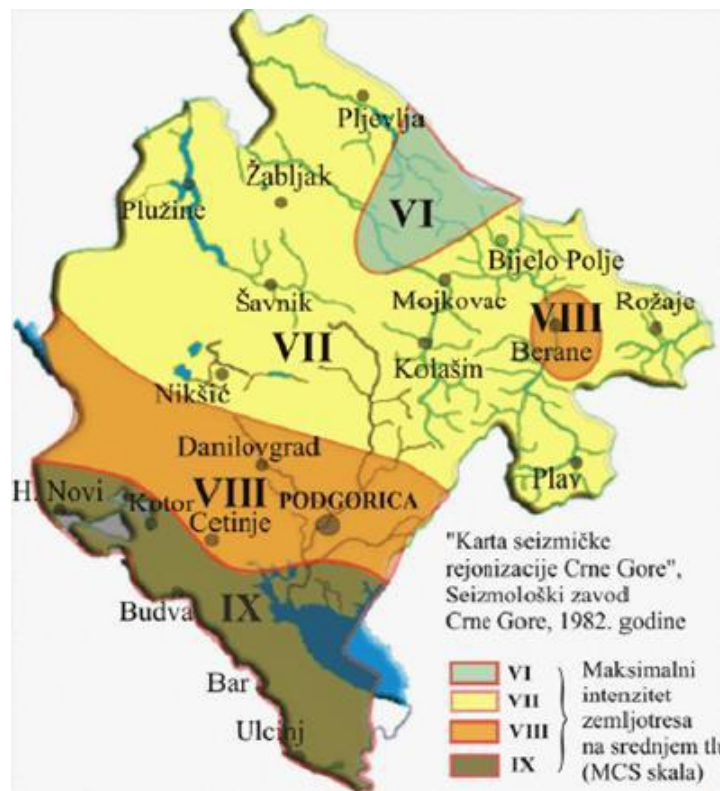 Pljevlja
Žabljak
Plužine
VI
Bijelo Polje
Šavnik
Mojkovac
VIII
Rožaje
VII
Berane
Kolašin
Nikšić
Danilovgrad
Plav
VIII
PODGORICA
H. Novi
Kotor
Cetinje
"Karta seizmičke
rejonizacije Crne Gore",
Seizmološki zavod
Crne Gore, 1982. godine
Budva
IX
Bar
Ulcinj
VI
VII
VIII
IX
Maksimalni
intenzitet
zemljotresa
na srednjem tlu
(MCS skala)